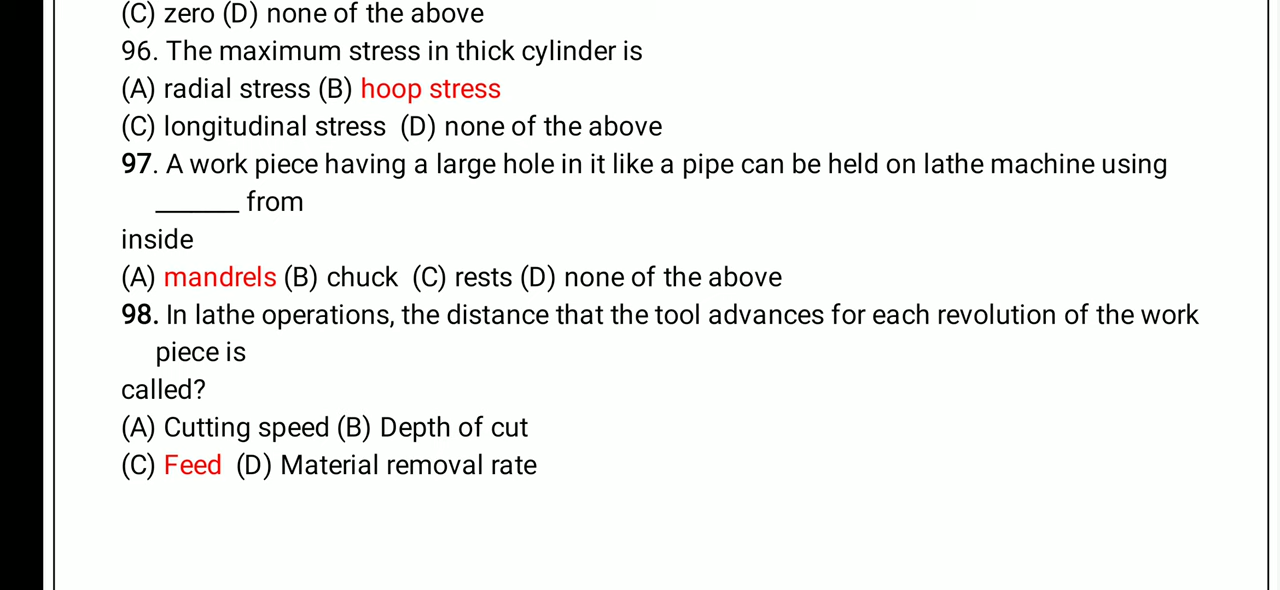 (C) zero (D) none of the above
96. The maximum stress in thick cylinder is
(A) radial stress (B) hoop stress
(C) longitudinal stress (D) none of the above
97. A work piece having a large hole in it like a pipe can be held on lathe machine using
_______ from
inside
(A) mandrels (B) chuck (C) rests (D) none of the above
98. In lathe operations, the distance that the tool advances for each revolution of the work
piece is
called?
(A) Cutting speed (B) Depth of cut
(C) Feed (D) Material removal rate